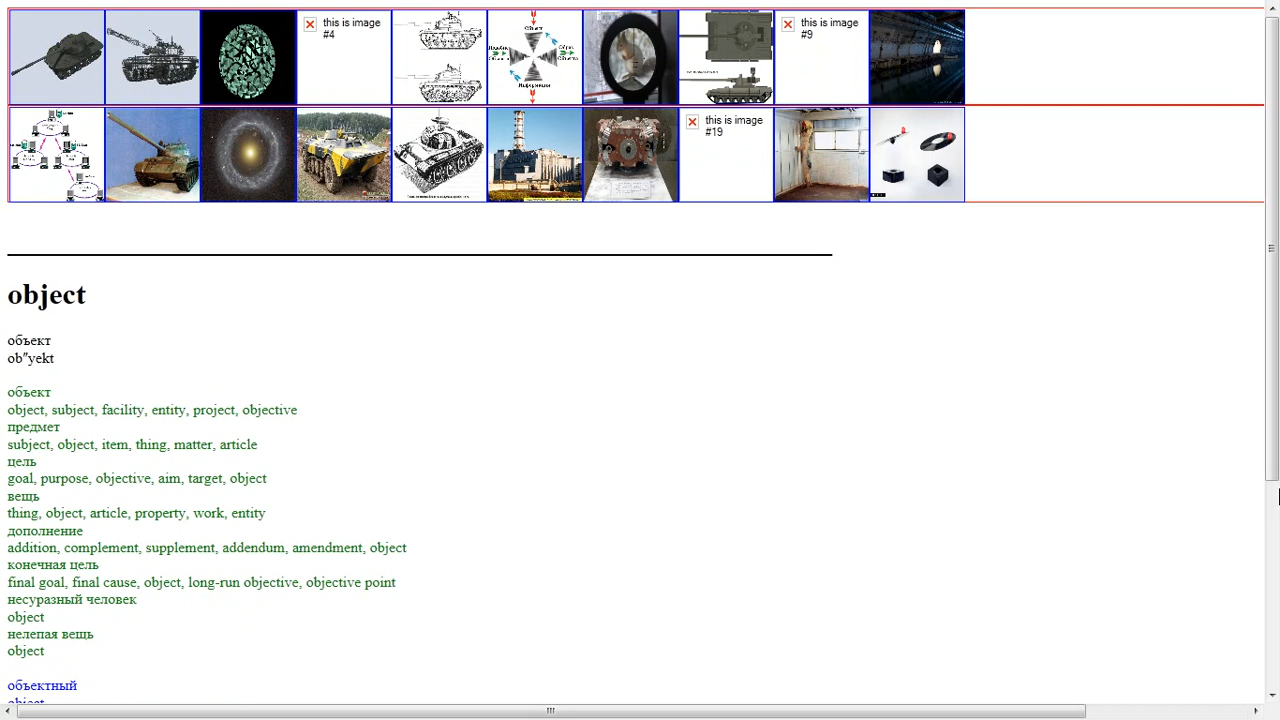 this is image
#4
this is image
#9
Объект
Информация
this is image
#19
object
объект
ob″yekt
объект
object, subject, facility, entity, project, objective
предмет
subject, object, item, thing, matter, article
цель
goal, purpose, objective, aim, target, object
вещь
thing, object, article, property, work, entity
дополнение
addition, complement, supplement, addendum, amendment, object
конечная цель
final goal, final cause, object, long-run objective, objective point
несуразный человек
object
нелепая вещь
object
объектный
object